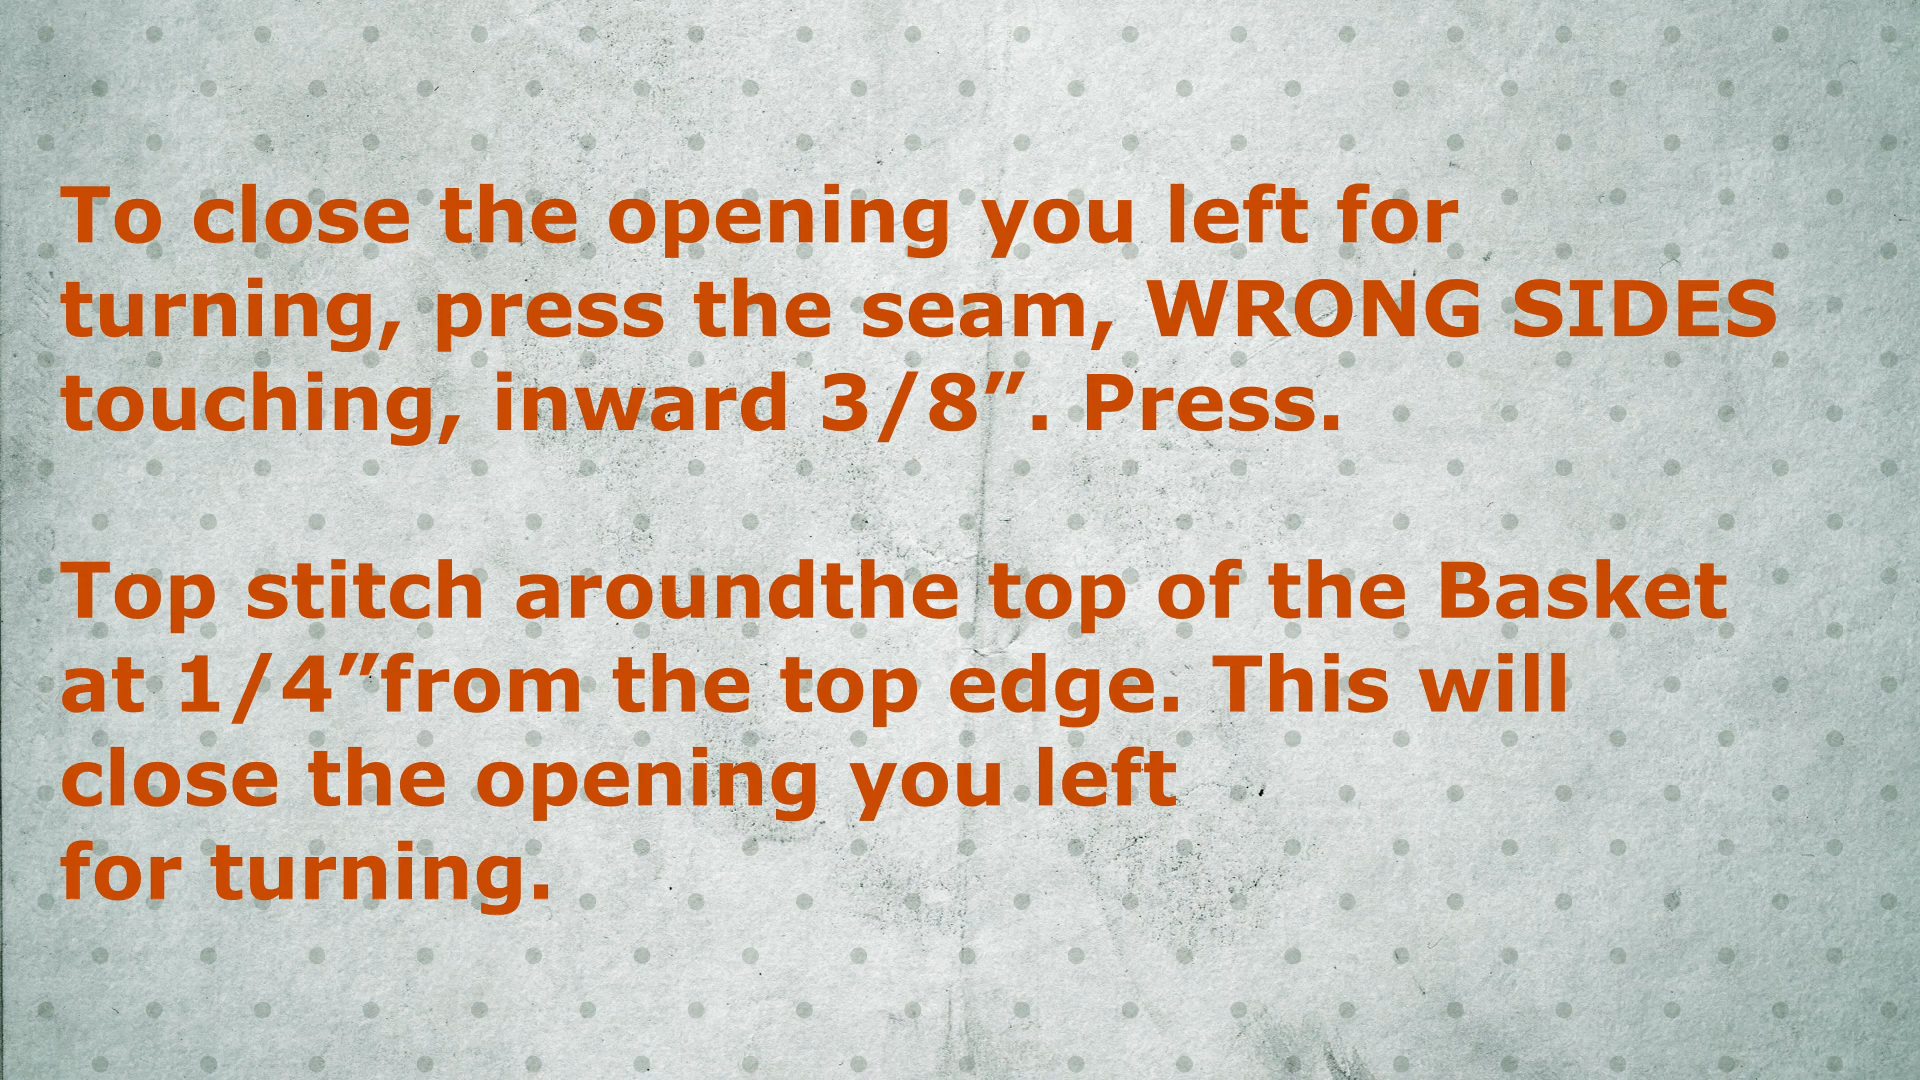 To close the opening you left for
turning, press the seam, WRONG SIDES
touching, inward 3/8”. Press.
Top stitch aroundthe top of the Basket
at 1/4”from the top edge. This will
close the opening you left
for turning.